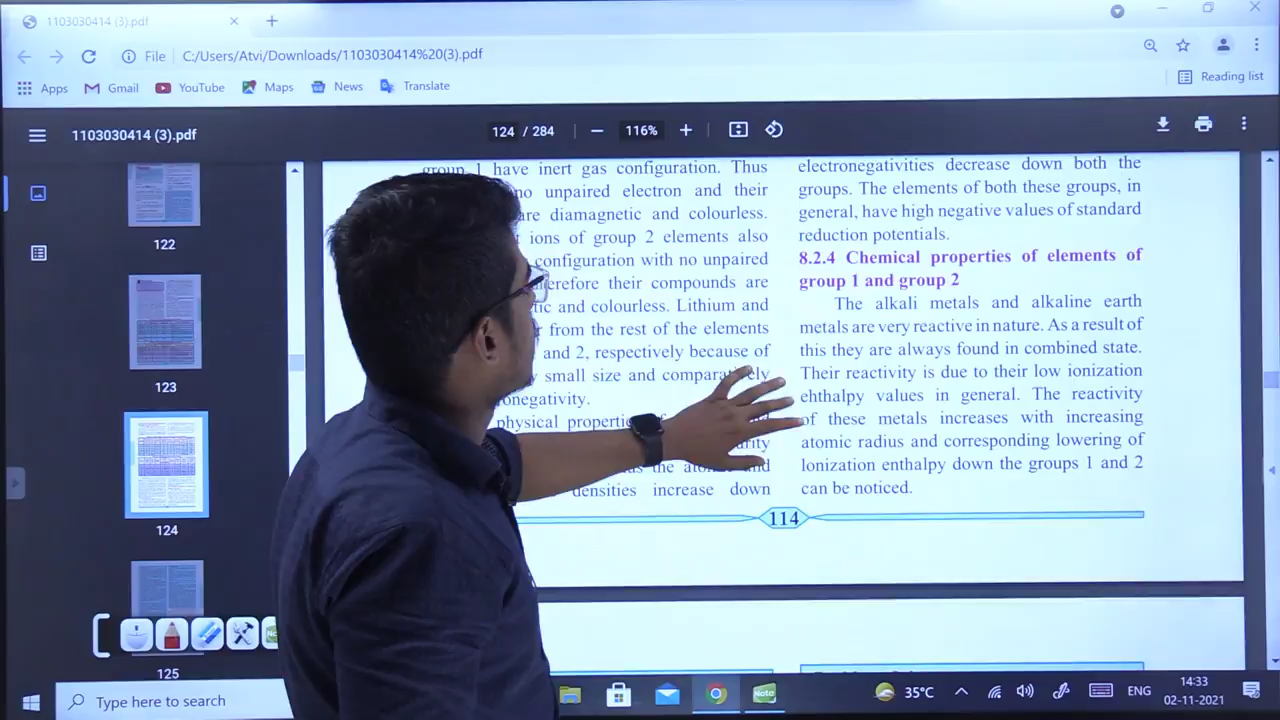 1103030414 (3).pdf
File C:/Users/Atvi/Downloads/1103030414%20(3).pdf
Apps Gmail YouTube Maps News Translate Reading list
1103030414 (3).pdf 124 / 284 116%
122
123
124
125
group 1 have inert gas configuration. Thus
no unpaired electron and their
are diamagnetic and colourless.
ions of group 2 elements also
configuration with no unpaired
therefore their compounds are
and colourless. Lithium and
from the rest of the elements
and 2, respectively because of
small size and comparatively
physical
densities increase down
electronegativities decrease down both the
groups. The elements of both these groups, in
general, have high negative values of standard
reduction potentials.
8.2.4 Chemical properties of elements of
group 1 and group 2
The alkali metals and alkaline earth
metals are very reactive in nature. As a result of
this they are always found in combined state.
Their reactivity is due to their low ionization
ehthalpy values in general. The reactivity
of these metals increases with increasing
atomic radius and corresponding lowering of
Ionization enthalpy down the groups 1 and 2
can be noticed.
114
Type here to search
Note
35°C
ENG
14:33
02-11-2021